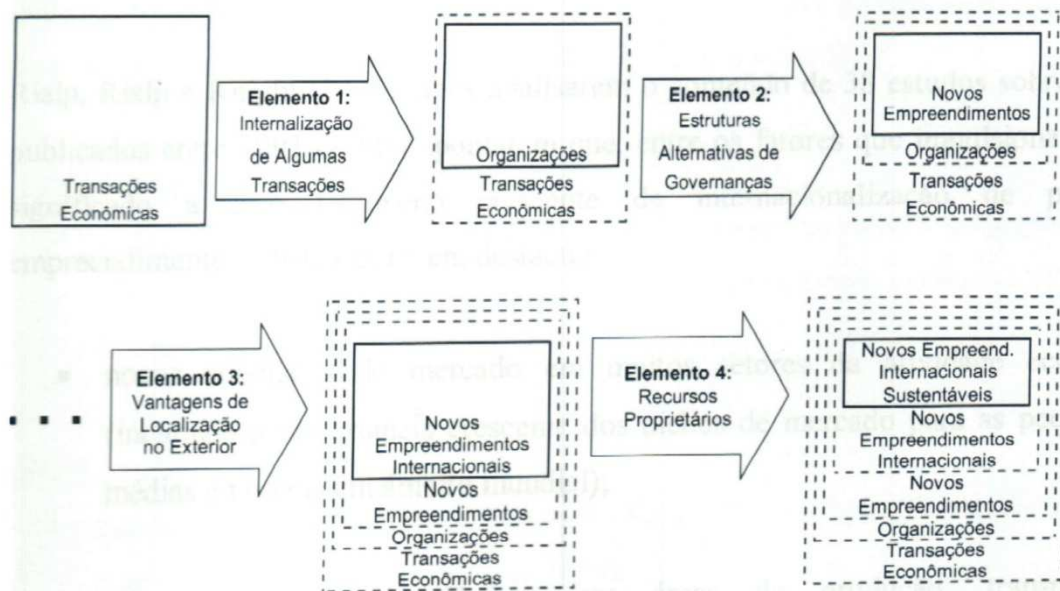 Transações
Econômicas
Elemento 1:
Internalização
de Algumas
Transações
Organizações
Transações
Econômicas
Elemento 2:
Estruturas
Alternativas de
Governanças
Novos
Empreendimentos
Organizações
Transações
Econômicas
Elemento 3:
Vantagens de
Localização
no Exterior
Novos
Empreendimentos
Internacionais
Novos
Empreendimentos
Organizações
Transações
Econômicas
Elemento 4:
Recursos
Proprietários
Novos Empreend.
Internacionais
Sustentáveis
Novos
Empreendimentos
Internacionais
Novos
Empreendimentos
Organizações
Transações
Econômicas